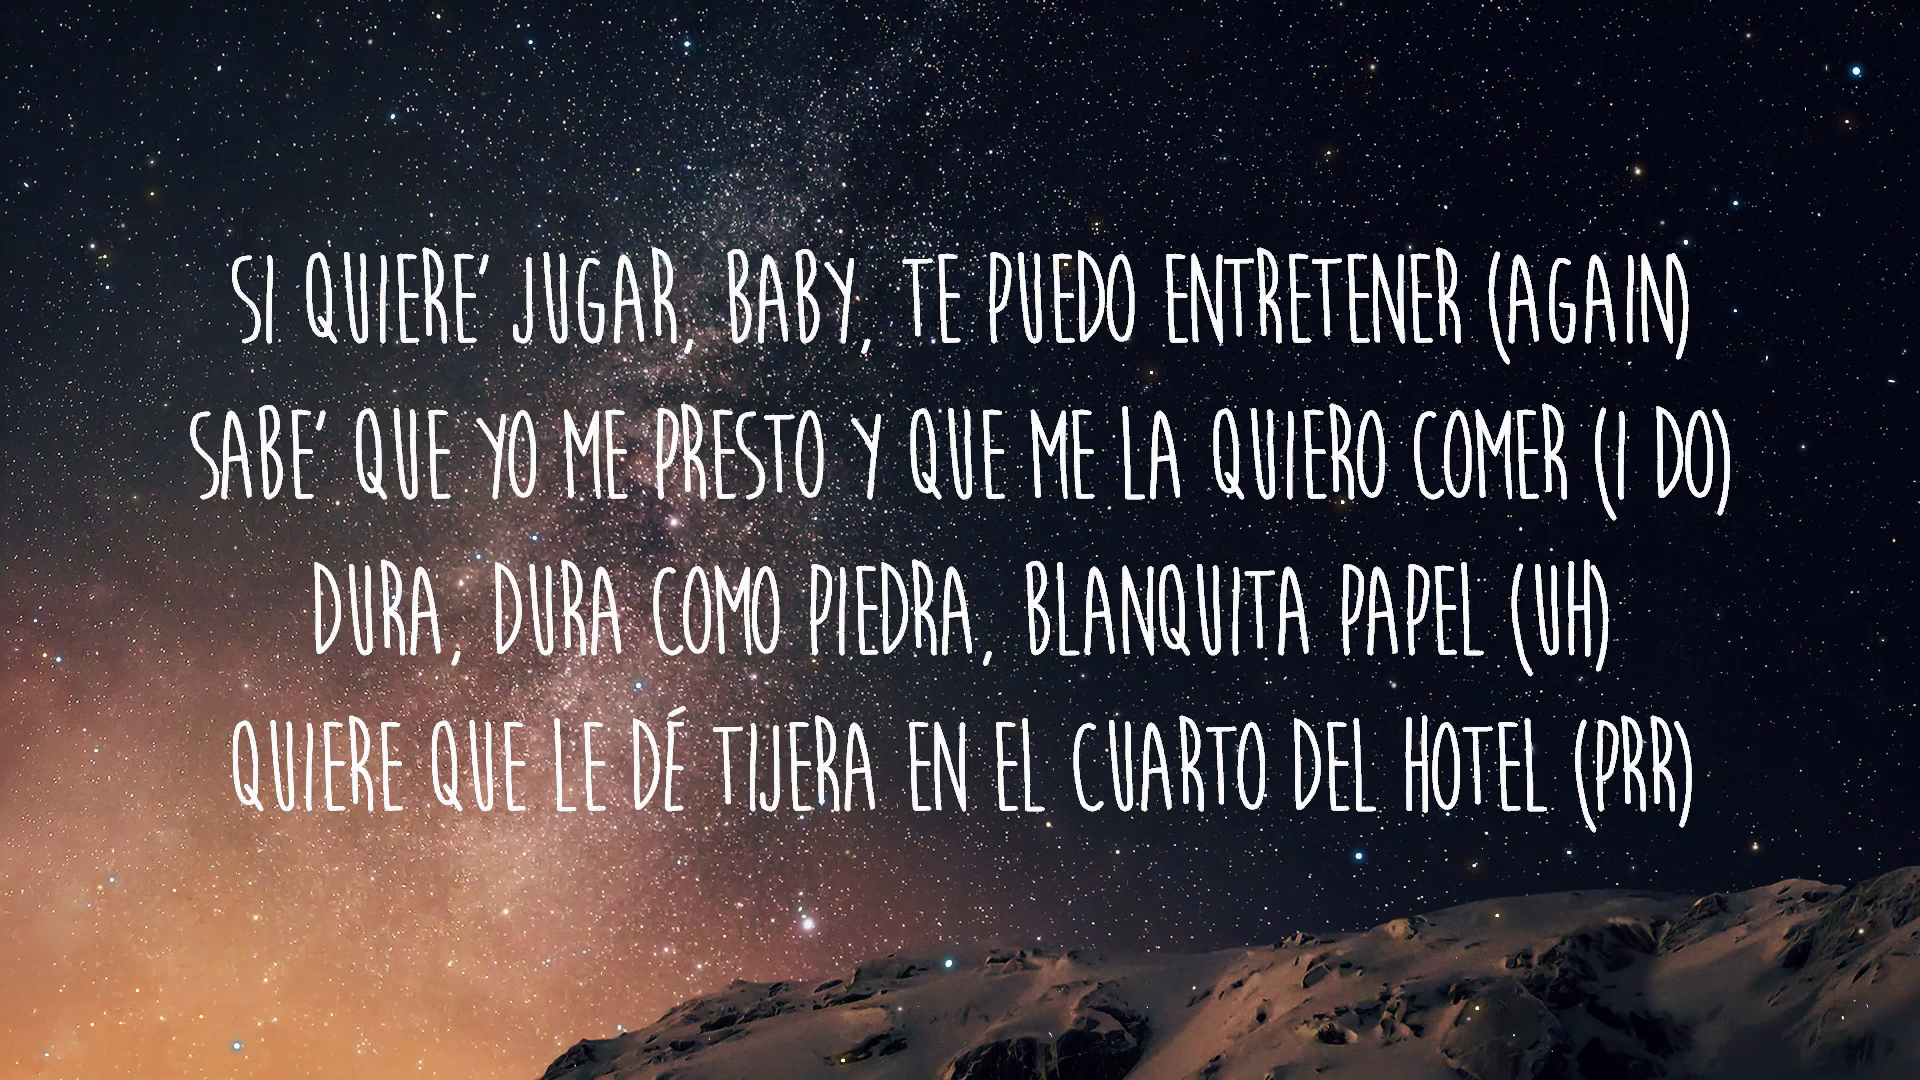 SI QUIERE' JUGAR, BABY, TE PUEDO ENTRETENER (AGAIN)
SABE' QUE YO ME PRESTO Y QUE ME LA QUIERO COMER (I DO)
DURA, DURA COMO PIEDRA, BLANQUITA PAPEL (UH)
QUIERE QUE LE DÉ TIJERA EN EL CUARTO DEL HOTEL (PRR)